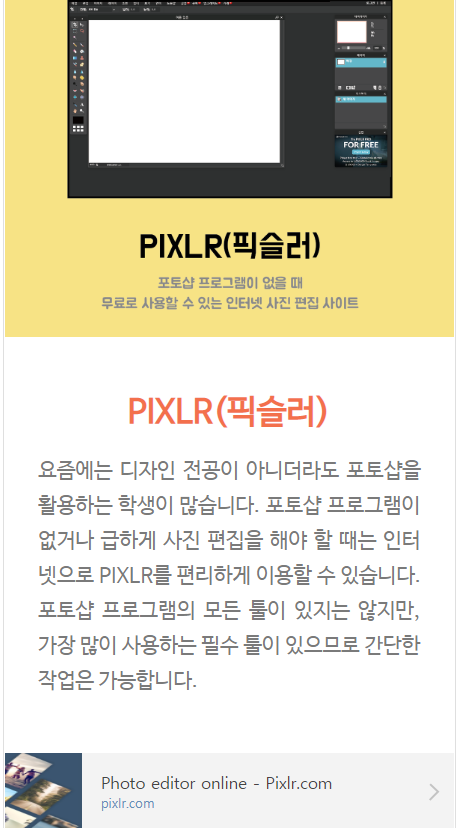 FOR FREE
PIXLR(픽슬러)
포토샵 프로그램이 없을 때
무료로 사용할 수 있는 인터넷 사진 편집 사이트
PIXLR(픽슬러)
요즘에는 디자인 전공이 아니더라도 포토샵을
활용하는 학생이 많습니다. 포토샵 프로그램이
없거나 급하게 사진 편집을 해야 할 때는 인터
넷으로 PIXLR를 편리하게 이용할 수 있습니다.
포토샵 프로그램의 모든 툴이 있지는 않지만,
가장 많이 사용하는 필수 툴이 있으므로 간단한
작업은 가능합니다.
Photo editor online - Pixlr.com
pixlr.com